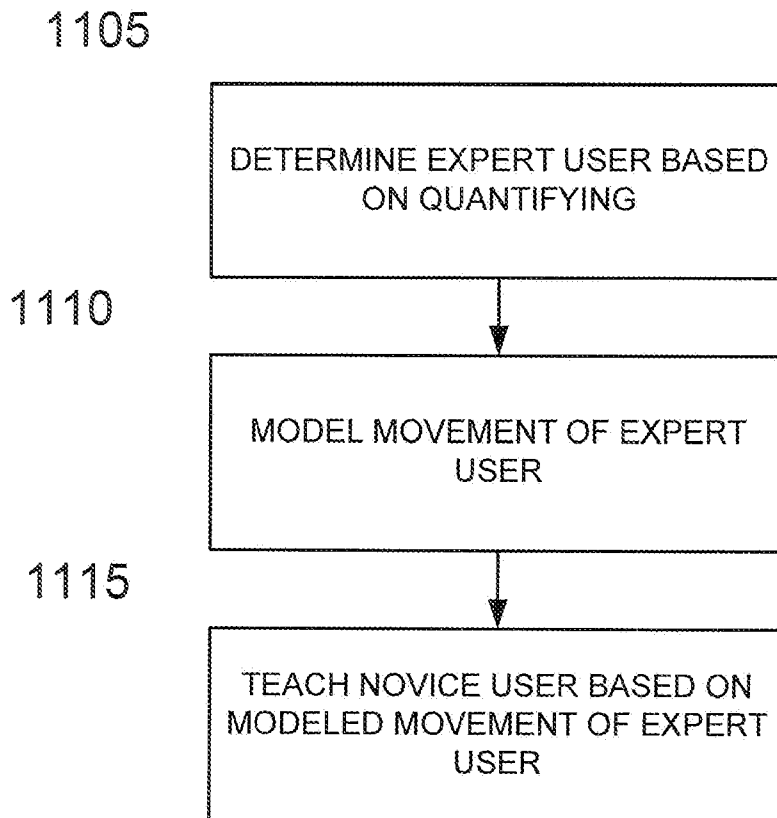 1105
DETERMINE EXPERT USER BASED
ON QUANTIFYING
1110
MODEL MOVEMENT OF EXPERT
USER
1115
TEACH NOVICE USER BASED ON
MODELED MOVEMENT OF EXPERT
USER